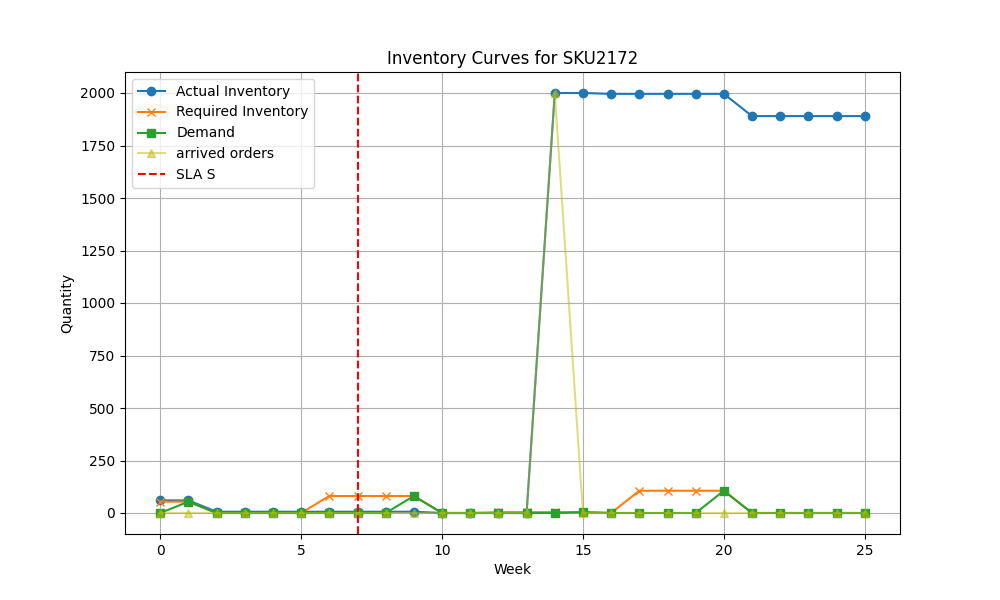 Inventory Curves for SKU2172
Actual Inventory
Required Inventory
Demand
arrived orders
SLA S
Quantity
2000
1750
1500
1250
1000
750
500
250
0
0 5 10 15 20 25
Week